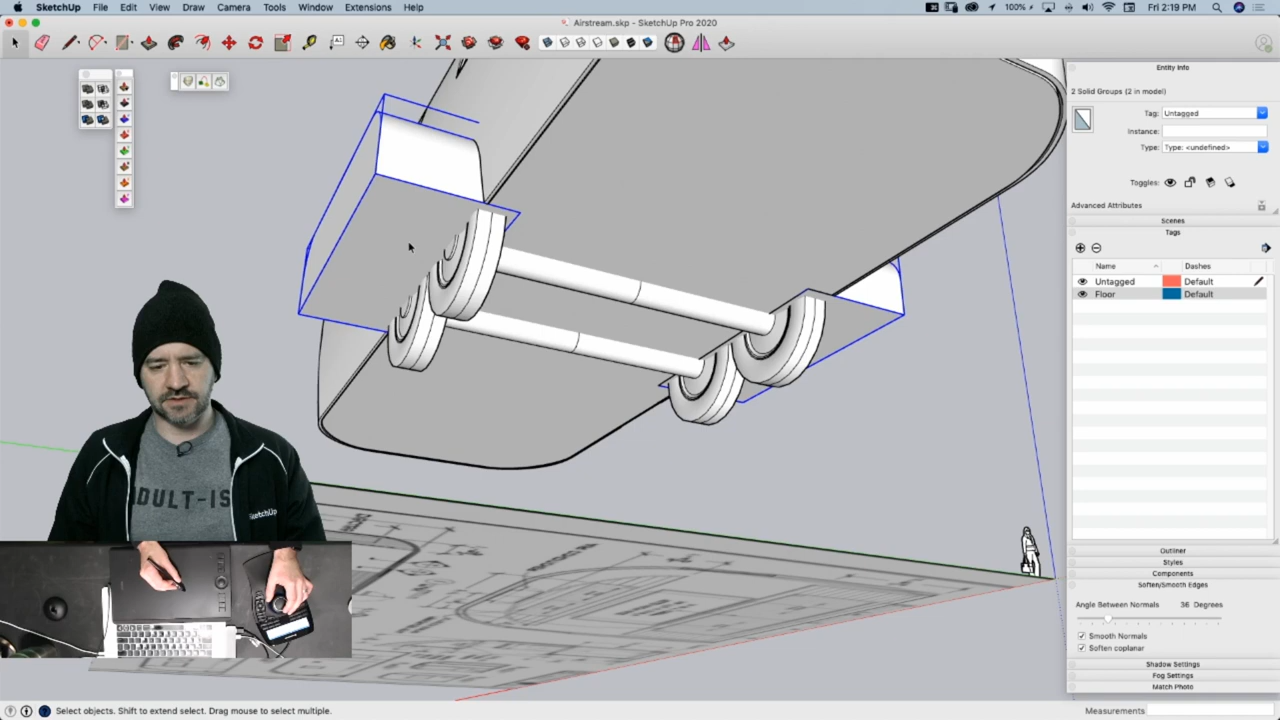 SketchUp File Edit View Draw Camera Tools Window Extensions Help
100% Fri 2:19 PM
Airstream.skp - SketchUp Pro 2020
Entity Info
2 Solid Groups (2 in model)
Tag: Untagged
Instance:
Type: Type: <undefined>
Toggles:
Advanced Attributes
Scenes
Tags
Name Dashes
Untagged Default
Floor Default
DULT-IS
SketchUp
Outliner
Styles
Components
Soften/Smooth Edges
Angle Between Normals 36 Degrees
Smooth Normals
Soften coplanar
Shadow Settings
Fog Settings
Match Photo
Select objects. Shift to extend select. Drag mouse to select multiple.
Measurements